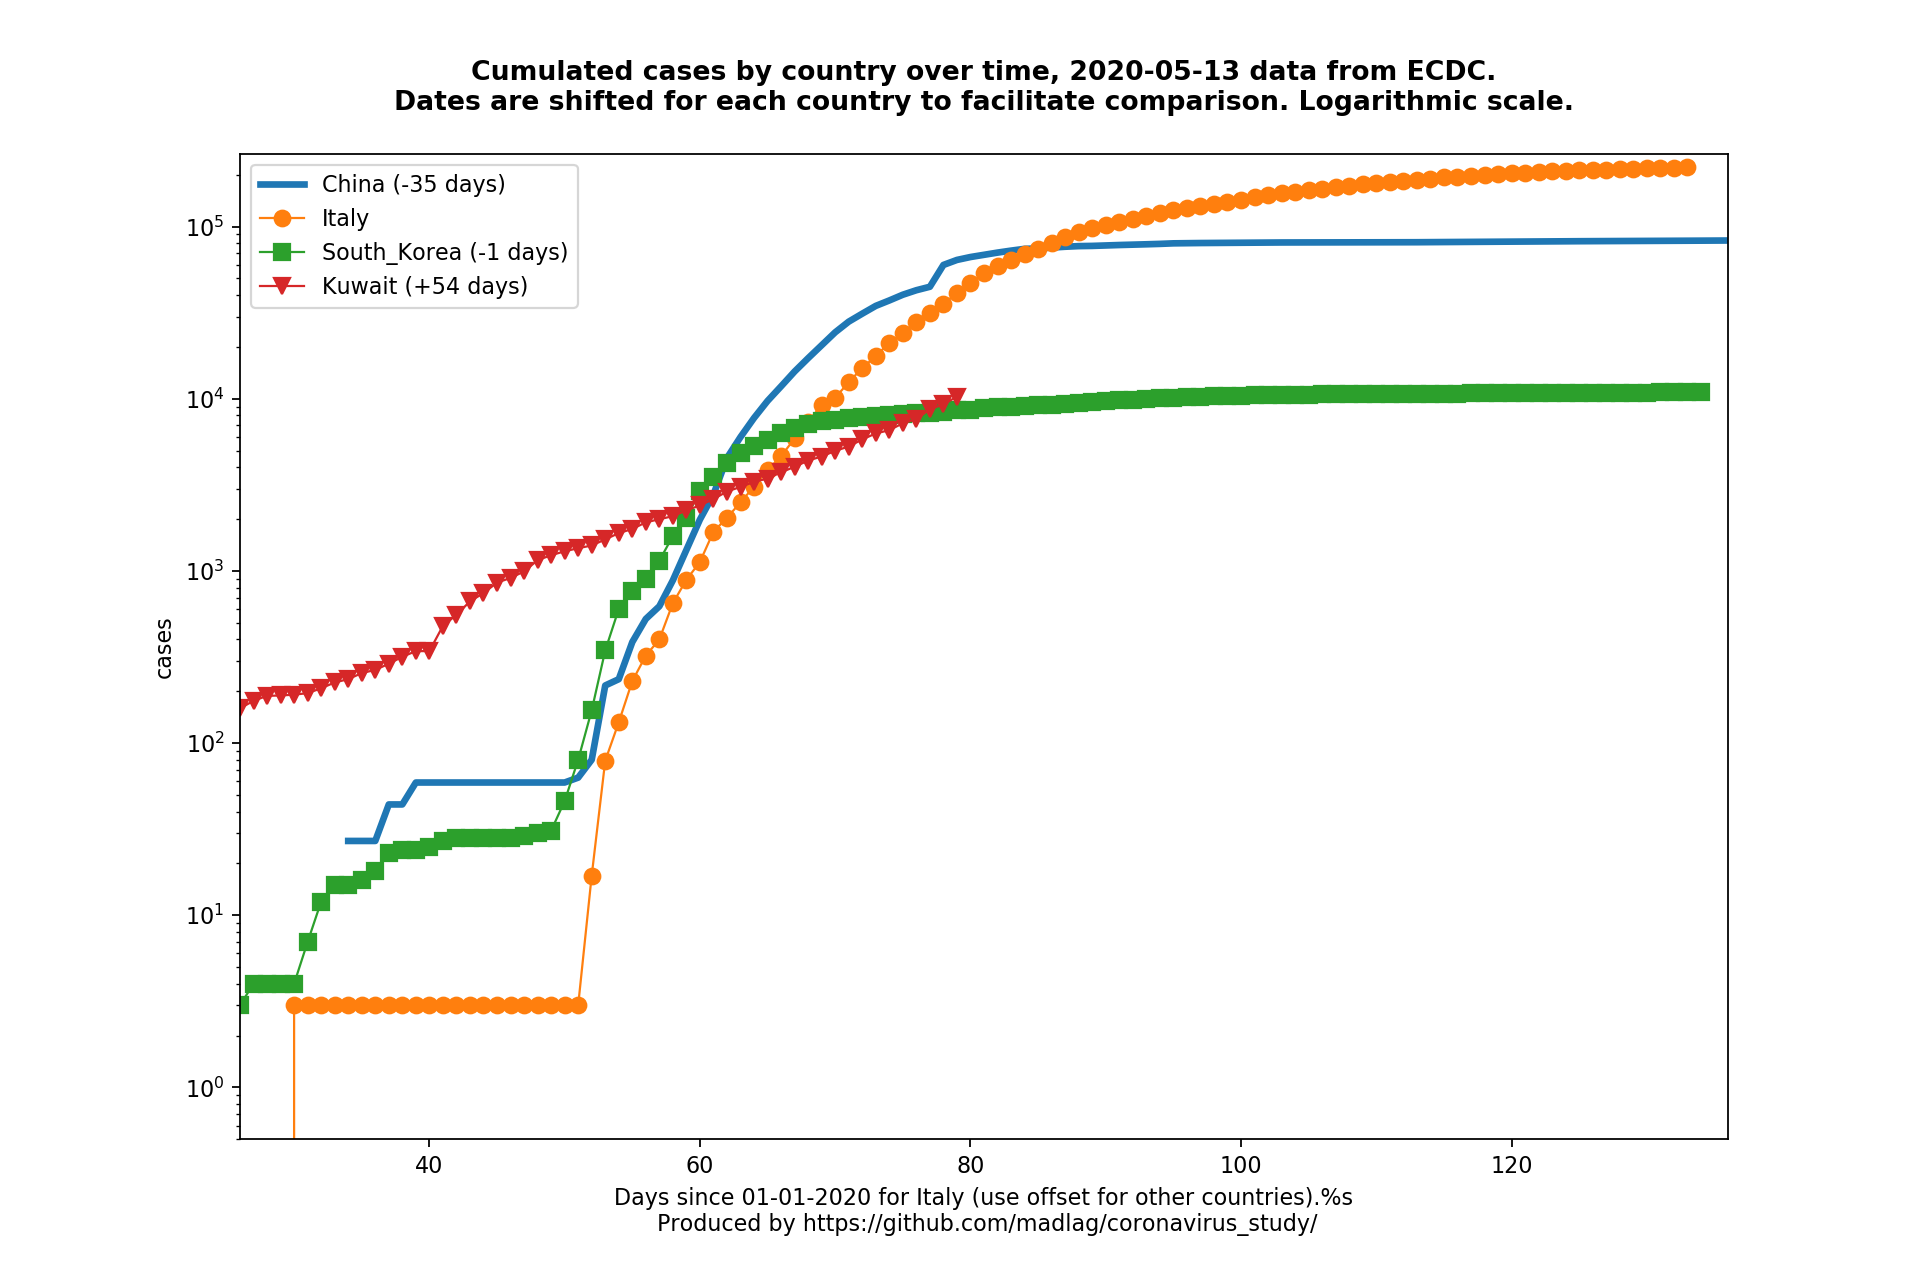 Cumulated cases by country over time, 2020-05-13 data from ECDC.
Dates are shifted for each country to facilitate comparison. Logarithmic scale.
China (-35 days)
Italy
South_Korea (-1 days)
Kuwait (+54 days)
10^5
10^4
10^3
10^2
10^1
10^0
cases
40 60 80 100 120
Days since 01-01-2020 for Italy (use offset for other countries).%s
Produced by https://github.com/madlag/coronavirus_study/